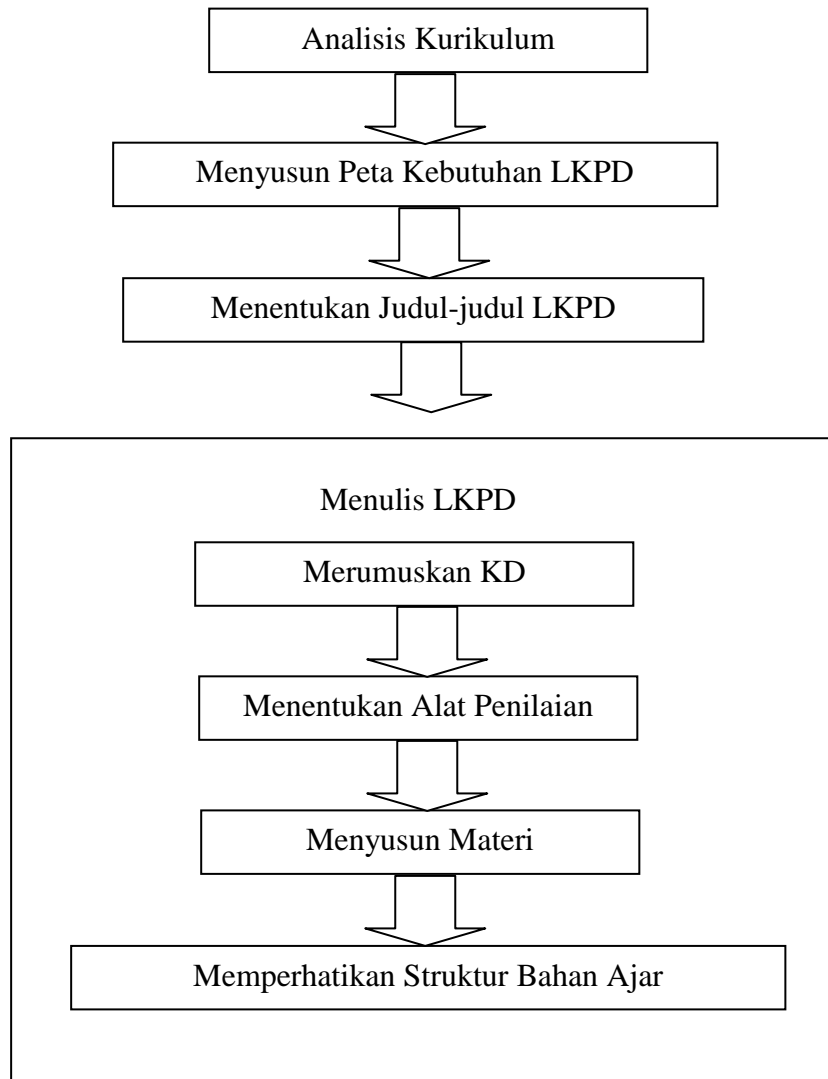 Analisis Kurikulum
Menyusun Peta Kebutuhan LKPD
Menentukan Judul-judul LKPD
Menulis LKPD
Merumuskan KD
Menentukan Alat Penilaian
Menyusun Materi
Memperhatikan Struktur Bahan Ajar